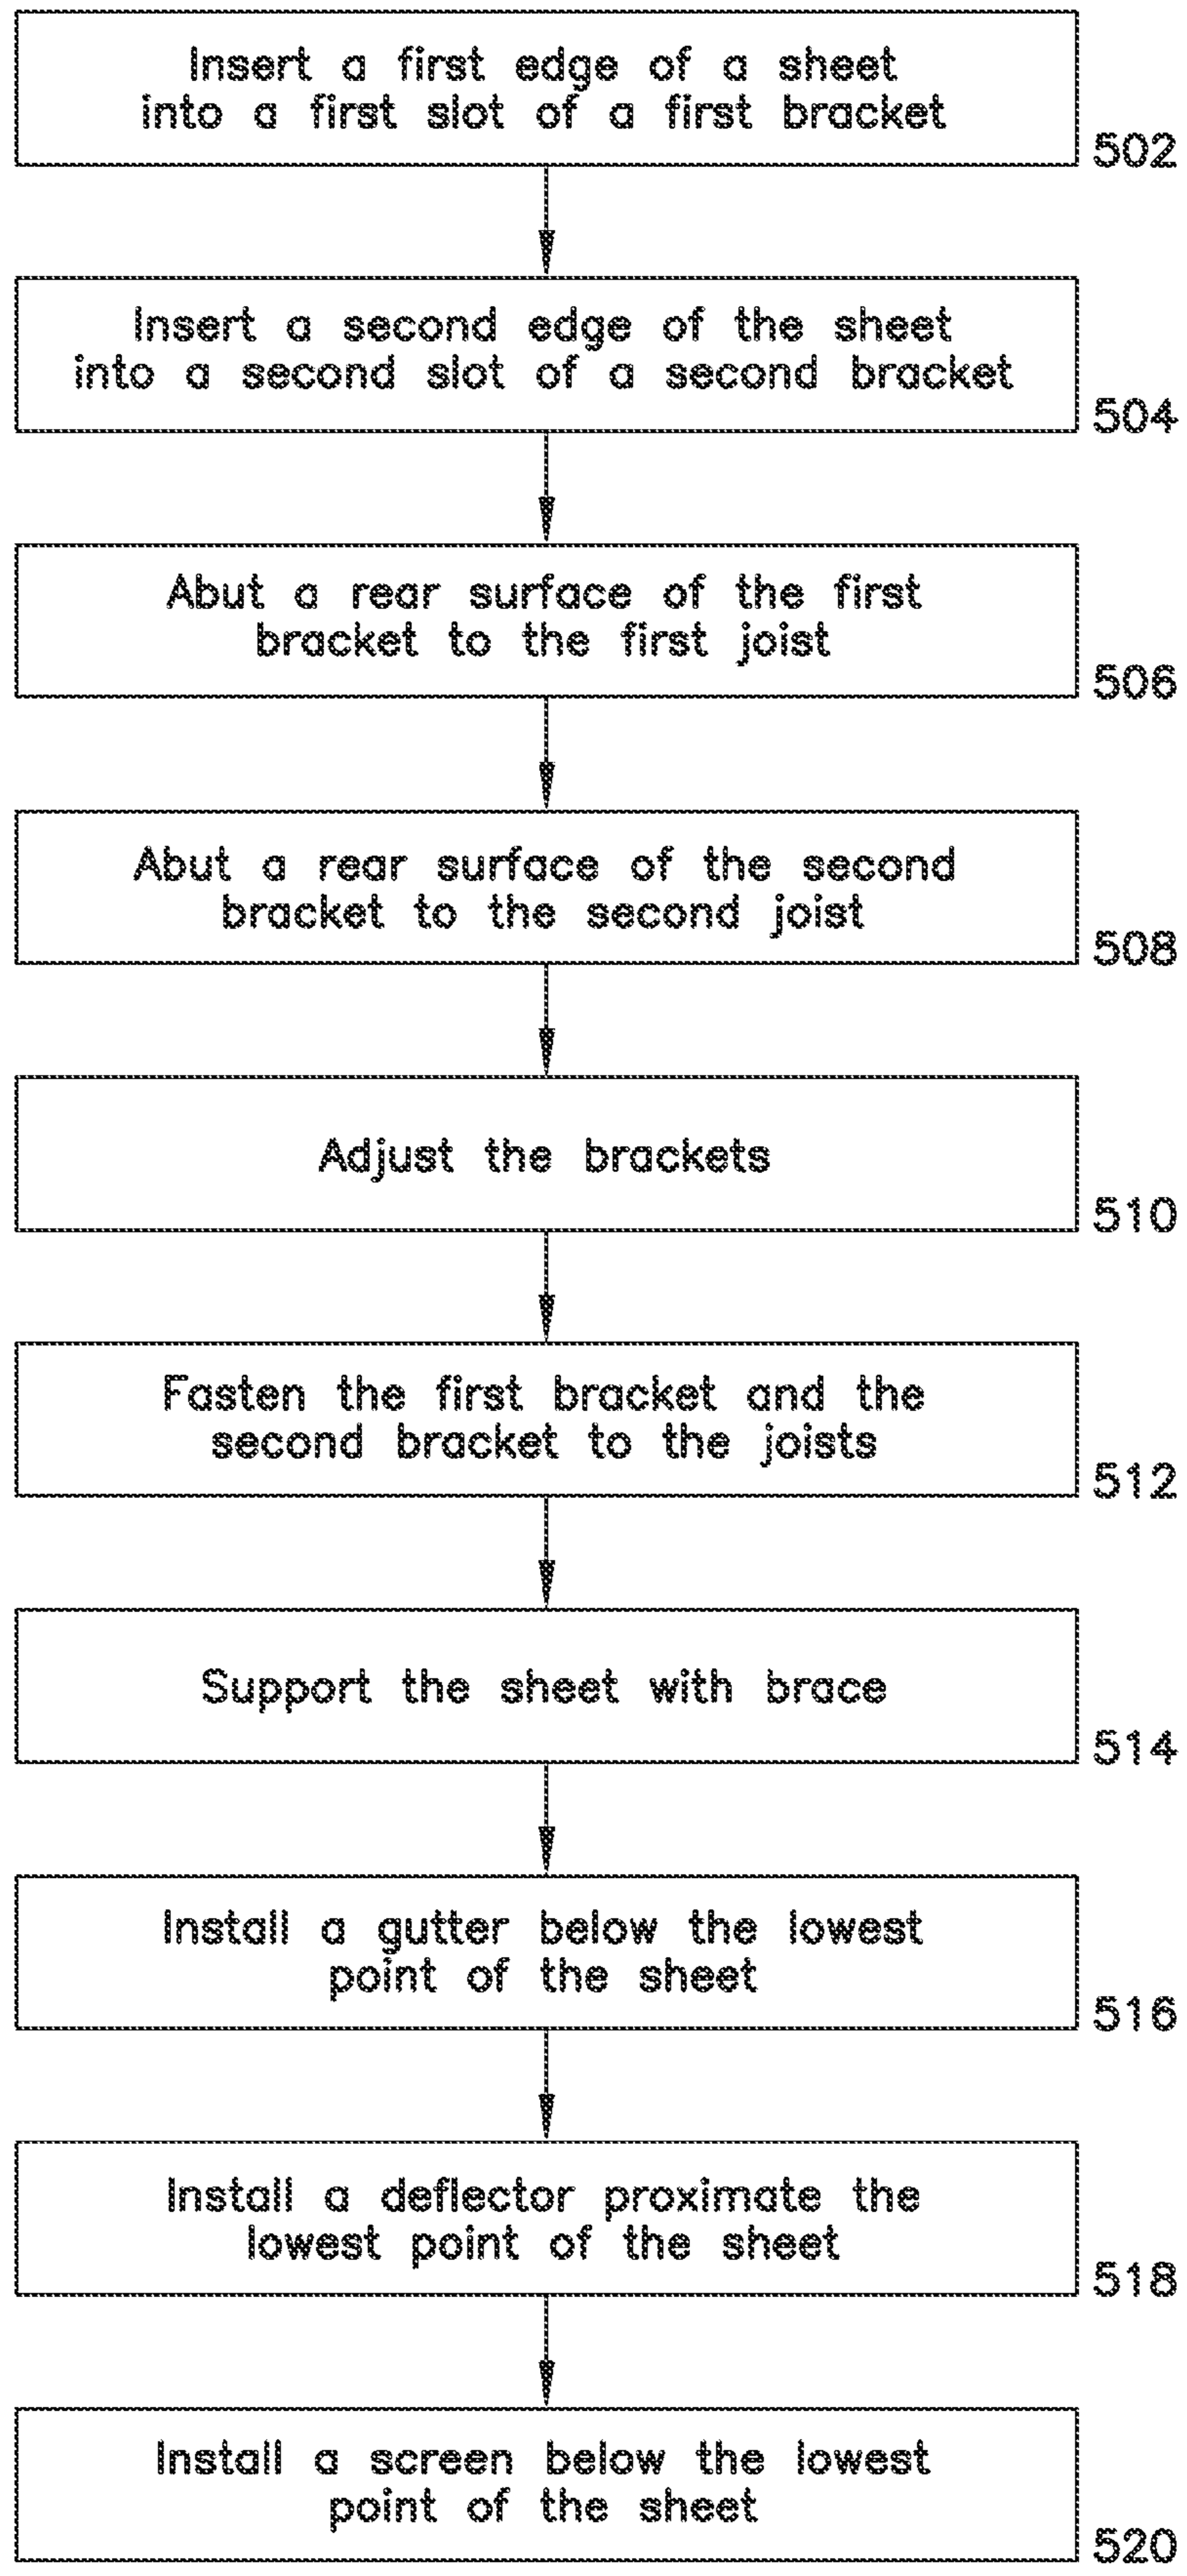 Insert a first edge of a sheet
into a first slot of a first bracket
502
Insert a second edge of the sheet
into a second slot of a second bracket
504
Abut a rear surface of the first
bracket to the first joist
506
Abut a rear surface of the second
bracket to the second joist
508
Adjust the brackets
510
Fasten the first bracket and the
second bracket to the joists
512
Support the sheet with brace
514
Install a gutter below the lowest
point of the sheet
516
Install a deflector proximate the
lowest point of the sheet
518
Install a screen below the lowest
point of the sheet
520